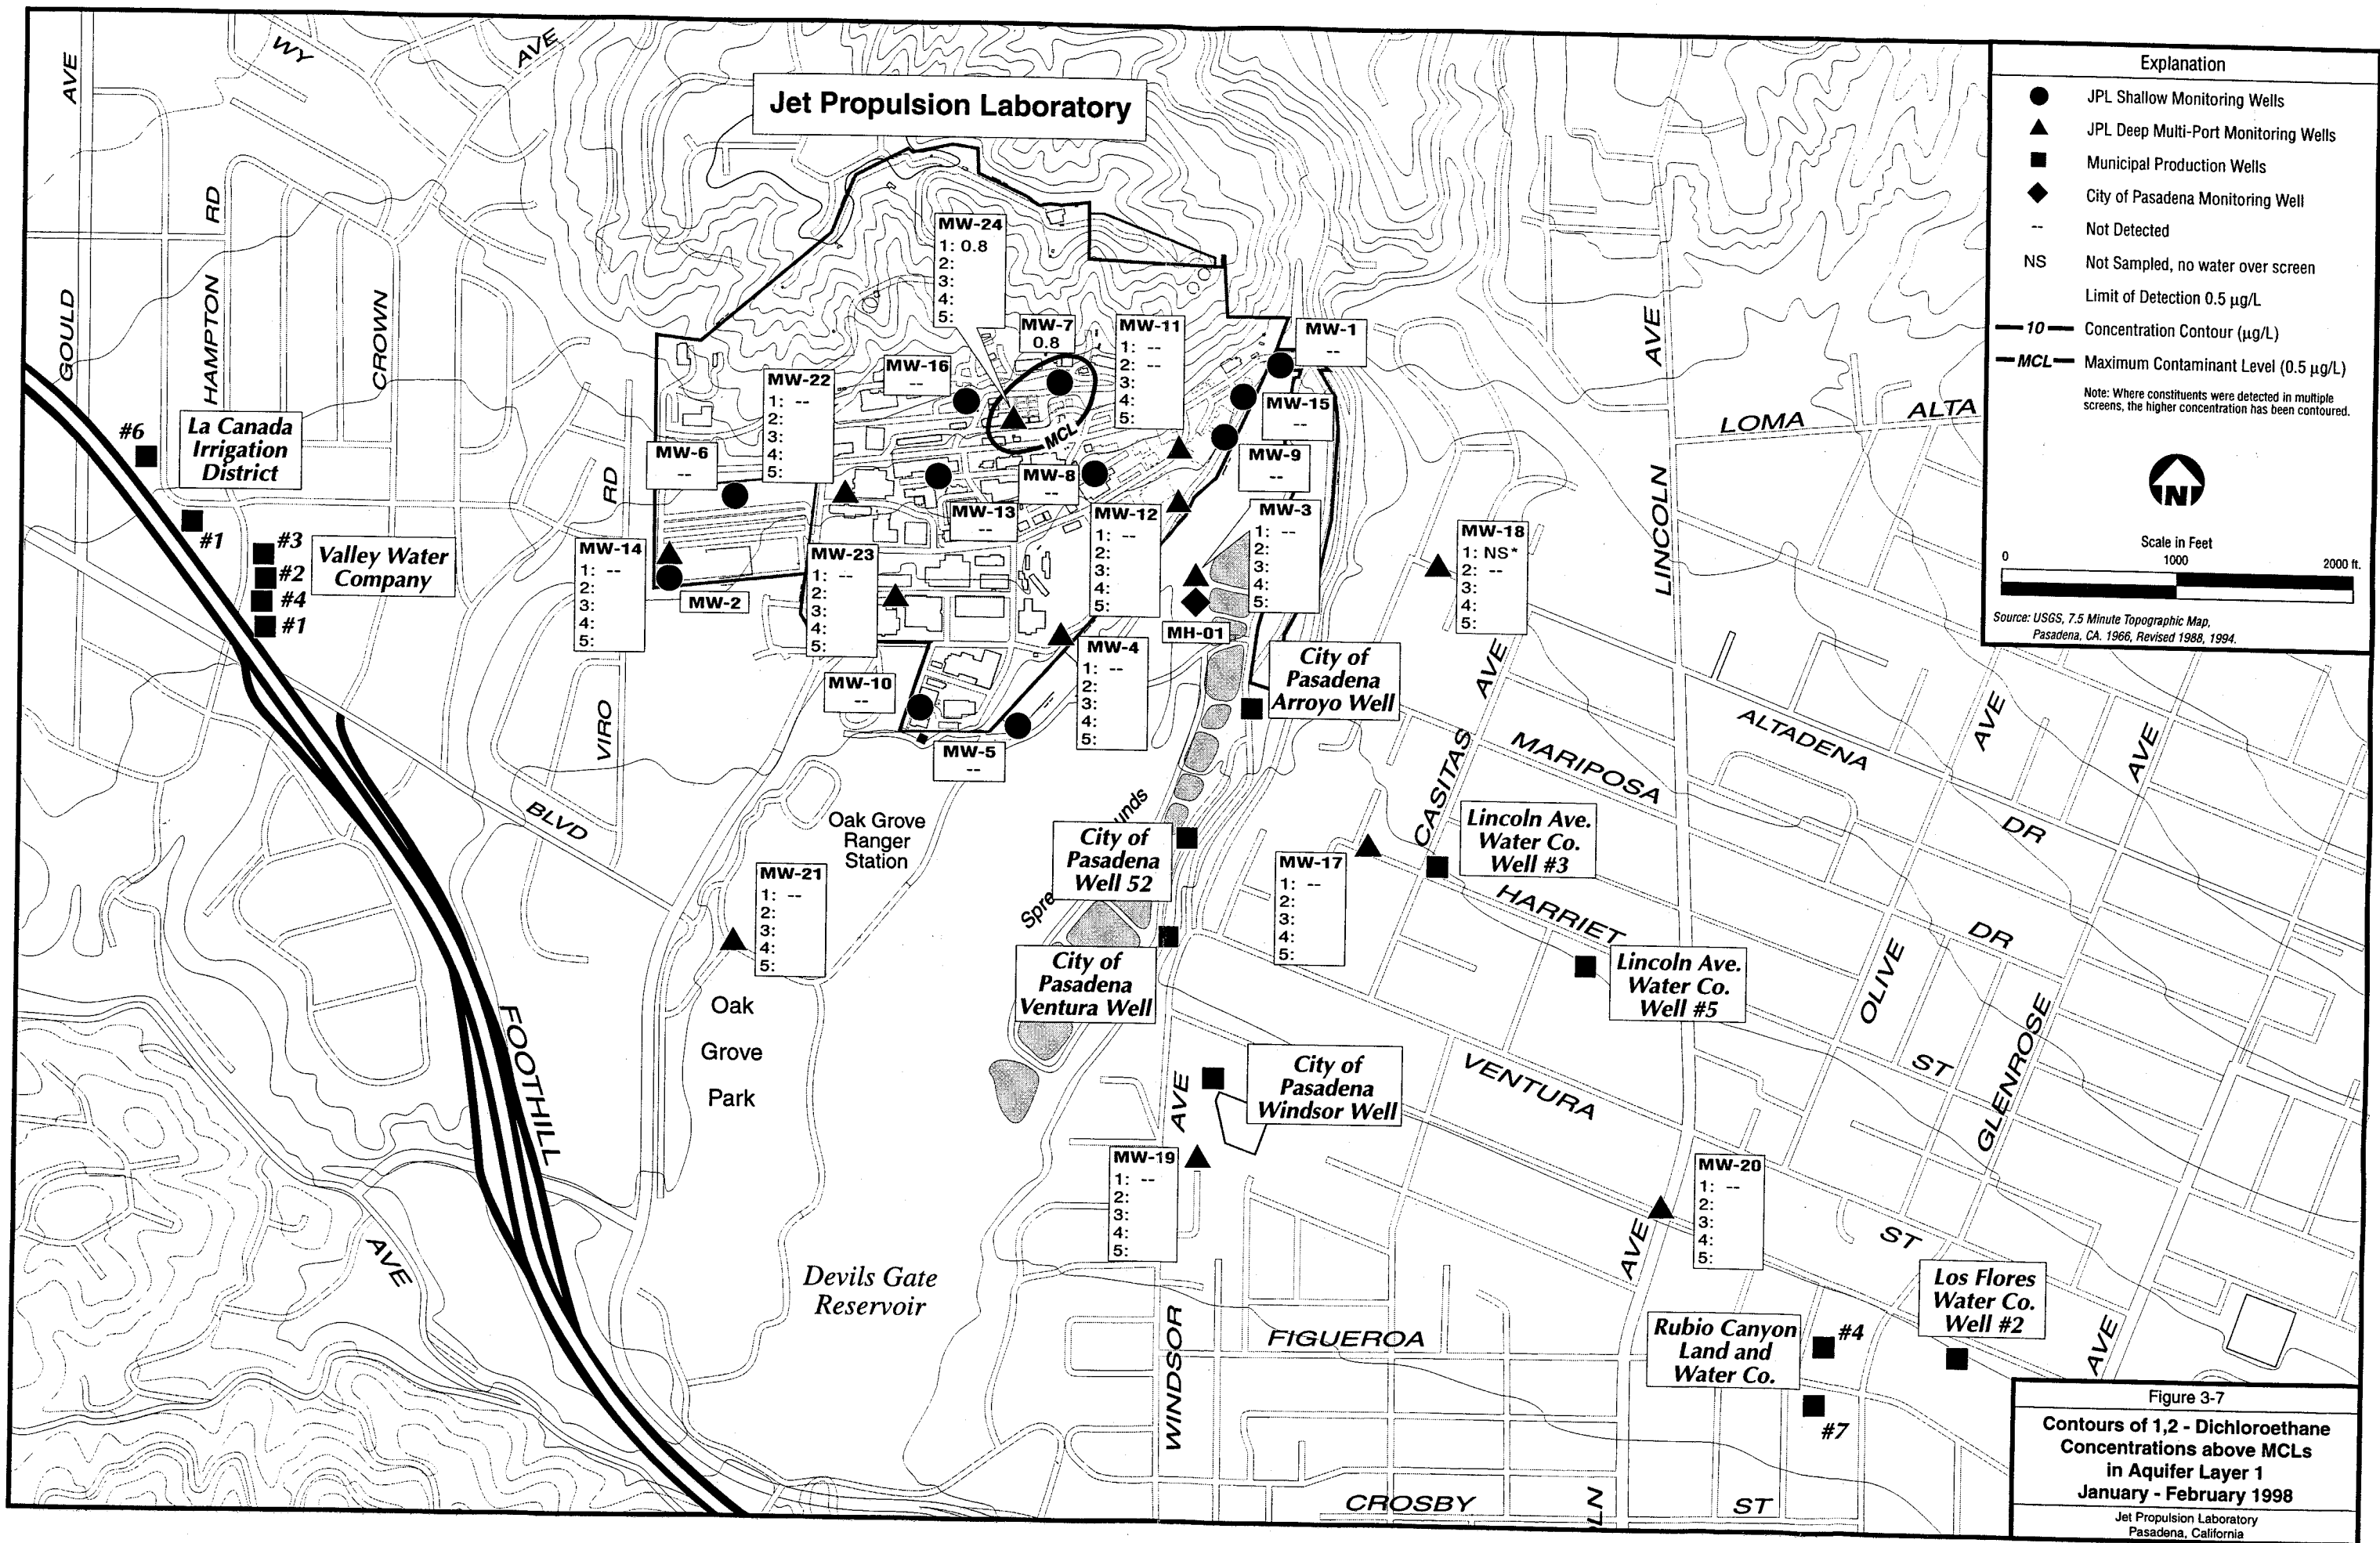 Jet Propulsion Laboratory
Explanation
JPL Shallow Monitoring Wells
JPL Deep Multi-Port Monitoring Wells
Municipal Production Wells
City of Pasadena Monitoring Well
-- Not Detected
NS Not Sampled, no water over screen
Limit of Detection 0.5 µg/L
10 Concentration Contour (µg/L)
MCL Maximum Contaminant Level (0.5 µg/L)
Note: Where constituents were detected in multiple
screens, the higher concentration has been contoured.
N
Scale in Feet
0 1000 2000 ft.
Source: USGS, 7.5 Minute Topographic Map,
Pasadena, CA. 1966, Revised 1988, 1994.
AVE
WY
AVE
GOULD
HAMPTON
RD
CROWN
#6
La Canada
Irrigation
District
#1
#3
#2
#4
#1
Valley Water
Company
RD
VIRO
BLVD
FOOTHILL
AVE
MW-24
1: 0.8
2:
3:
4:
5:
MW-7
0.8
MW-11
1: --
2: --
3:
4:
5:
MW-1
--
MW-16
--
MW-22
1: --
2:
3:
4:
5:
MCL
MW-15
--
MW-6
--
MW-8
--
MW-9
--
MW-13
--
MW-12
1: --
2:
3:
4:
5:
MW-3
1: --
2:
3:
4:
5:
MW-14
1: --
2:
3:
4:
5:
MW-2
MW-23
1: --
2:
3:
4:
5:
MH-01
MW-4
1: --
2:
3:
4:
5:
MW-10
--
MW-5
--
MW-18
1: NS*
2: --
3:
4:
5:
City of
Pasadena
Arroyo Well
AVE
LINCOLN
LOMA ALTA
AVE
CASITAS
MARIPOSA
ALTADENA
DR
AVE
AVE
Oak Grove
Ranger
Station
Spre
unds
City of
Pasadena
Well 52
MW-17
1: --
2:
3:
4:
5:
Lincoln Ave.
Water Co.
Well #3
HARRIET
DR
MW-21
1: --
2:
3:
4:
5:
City of
Pasadena
Ventura Well
Lincoln Ave.
Water Co.
Well #5
OLIVE
GLENROSE
ST
Oak
Grove
Park
City of
Pasadena
Windsor Well
VENTURA
AVE
MW-19
1: --
2:
3:
4:
5:
MW-20
1: --
2:
3:
4:
5:
AVE
ST
Devils Gate
Reservoir
WINDSOR
FIGUEROA
Rubio Canyon
Land and
Water Co.
#4
#7
Los Flores
Water Co.
Well #2
AVE
CROSBY
LN
ST
Figure 3-7
Contours of 1,2 - Dichloroethane
Concentrations above MCLs
in Aquifer Layer 1
January - February 1998
Jet Propulsion Laboratory
Pasadena, California